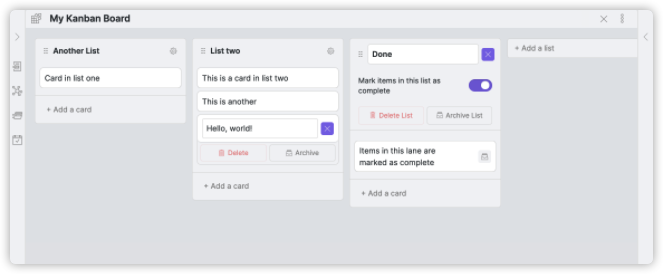 My Kanban Board
Another List
Card in list one
+ Add a card
List two
This is a card in list two
This is another
Hello, world!
Delete
Archive
+ Add a card
Done
Mark items in this list as
complete
Delete List
Archive List
Items in this lane are
marked as complete
+ Add a card
+ Add a list